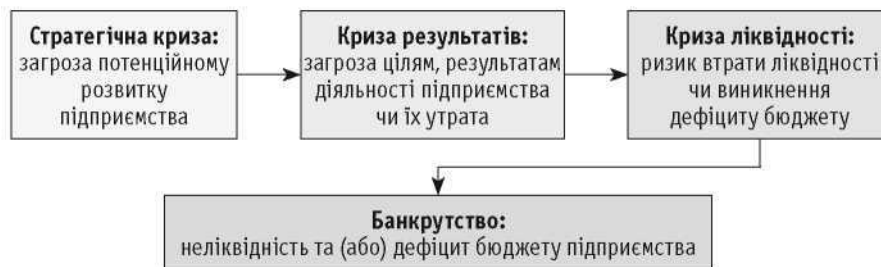 Стратегічна криза:
загроза потенційному
розвитку
підприємства
Криза результатів:
загроза цілям, результатам
діяльності підприємства
чи їх утрата
Криза ліквідності:
ризик втрати ліквідності
чи виникнення
дефіциту бюджету
Банкрутство:
неліквідність та (або) дефіцит бюджету підприємства